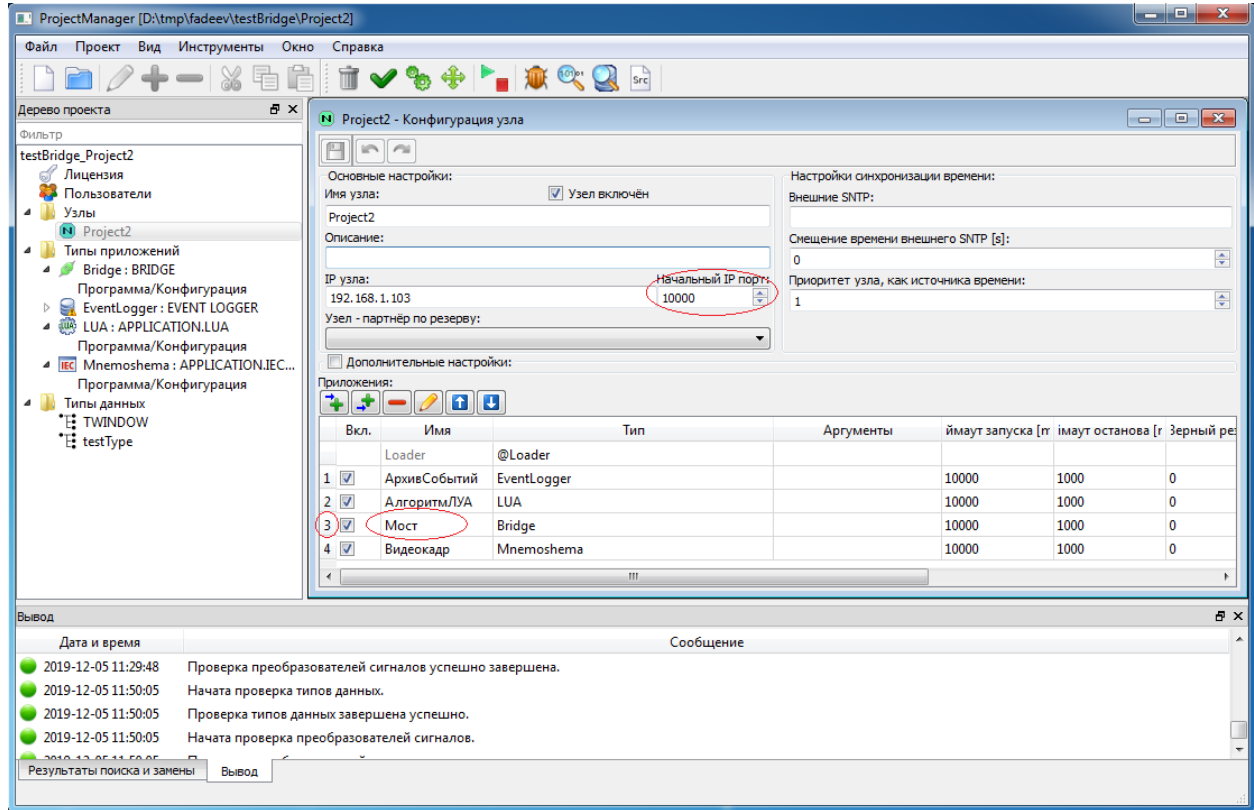 ProjectManager [D:\tmp\fadeev\testBridge\Project2]
Файл Проект Вид Инструменты Окно Справка
Src
Дерево проекта
Фильтр
testBridge_Project2
Лицензия
Пользователи
Узлы
Project2
Типы приложений
Bridge : BRIDGE
Программа/Конфигурация
EventLogger : EVENT LOGGER
LUA : APPLICATION.LUA
Программа/Конфигурация
IEC Mnemoshema : APPLICATION.IEC...
Программа/Конфигурация
Типы данных
TWINDOW
testType
N Project2 - Конфигурация узла
Основные настройки:
Имя узла: Узел включён
Project2
Описание:
IP узла: Начальный IP порт:
192.168.1.103 10000
Узел - партнёр по резерву:
Настройки синхронизации времени:
Внешние SNTP:
Смещение времени внешнего SNTP [s]:
0
Приоритет узла, как источника времени:
1
Дополнительные настройки:
Приложения:
Вкл. Имя Тип Аргументы ймаут запуска [m імаут останова [r Зерный рез
Loader @Loader
1 АрхивСобытий EventLogger 10000 1000 0
2 АлгоритмЛУА LUA 10000 1000 0
3 Мост Bridge 10000 1000 0
4 Видеокадр Mnemoshema 10000 1000 0
Вывод
Дата и время Сообщение
2019-12-05 11:29:48 Проверка преобразователей сигналов успешно завершена.
2019-12-05 11:50:05 Начата проверка типов данных.
2019-12-05 11:50:05 Проверка типов данных завершена успешно.
2019-12-05 11:50:05 Начата проверка преобразователей сигналов.
Результаты поиска и замены Вывод